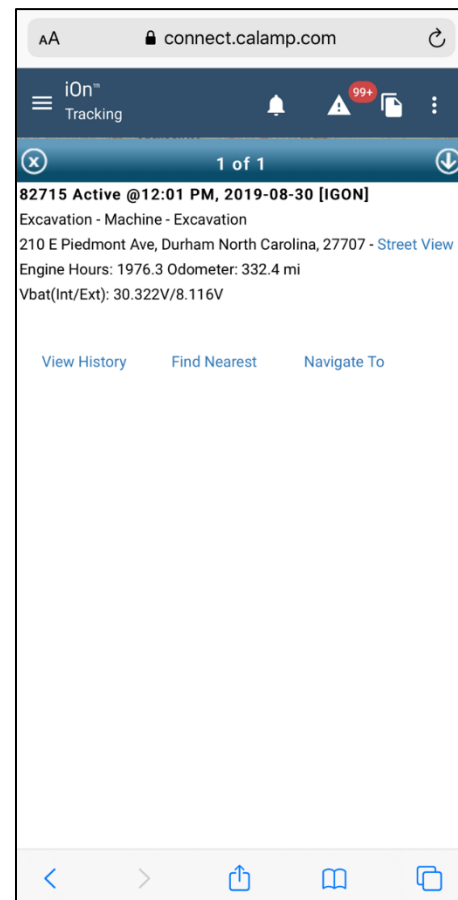 AA connect.calamp.com
iOn™
Tracking
99+
1 of 1
82715 Active @12:01 PM, 2019-08-30 [IGON]
Excavation - Machine - Excavation
210 E Piedmont Ave, Durham North Carolina, 27707 - Street View
Engine Hours: 1976.3 Odometer: 332.4 mi
Vbat(Int/Ext): 30.322V/8.116V
View History Find Nearest Navigate To